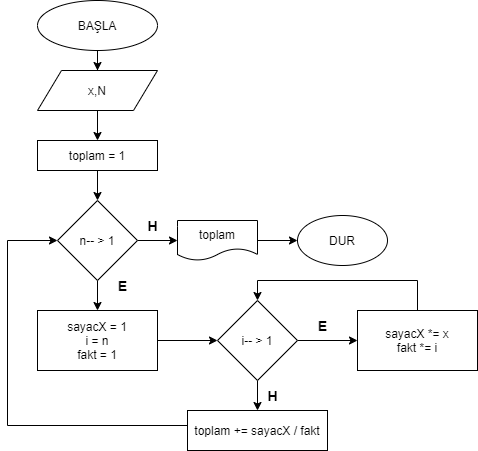 BAŞLA
x,N
toplam = 1
n-- > 1
H
toplam
DUR
E
sayacX = 1
i = n
fakt = 1
i-- > 1
E
sayacX *= x
fakt *= i
H
toplam += sayacX / fakt